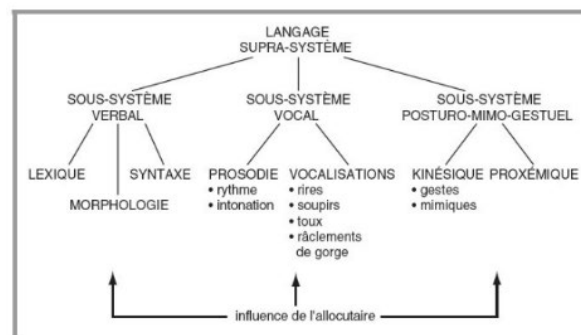 LANGAGE
SUPRA-SYSTÈME
SOUS-SYSTÈME
VERBAL
SOUS-SYSTÈME
VOCAL
SOUS-SYSTÈME
POSTURO-MIMO-GESTUEL
LEXIQUE
SYNTAXE
MORPHOLOGIE
PROSODIE
• rythme
• intonation
VOCALISATIONS
• rires
• soupirs
• toux
• râclements
de gorge
KINÉSIQUE
• gestes
• mimiques
PROXÉMIQUE
influence de l'allocutaire